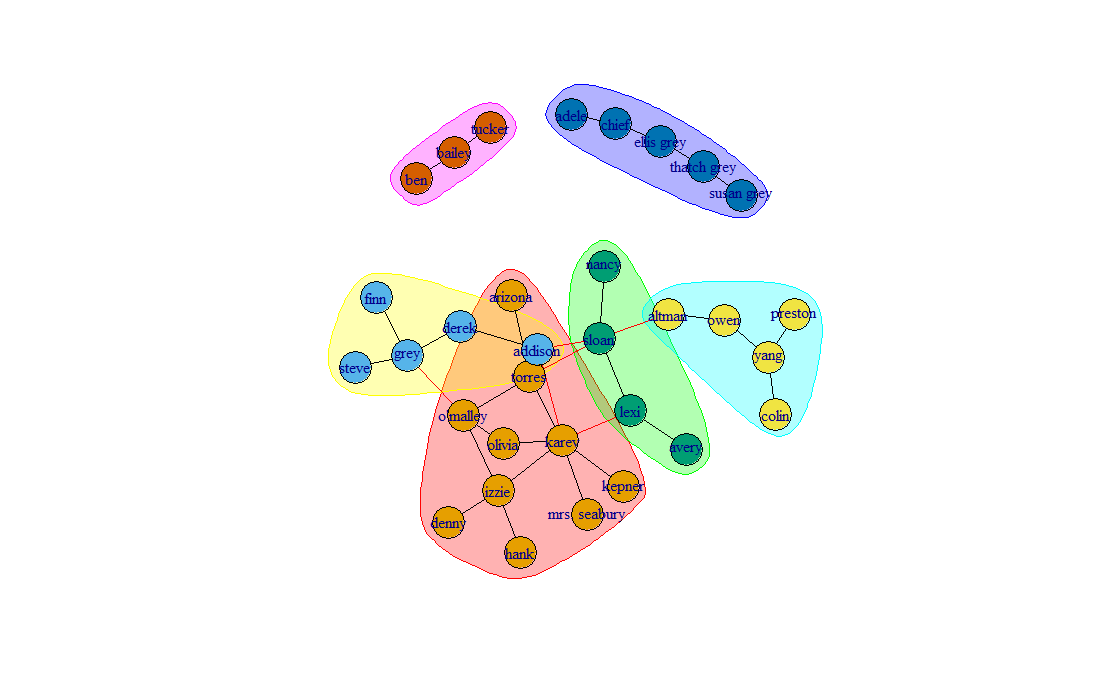 adele
chief
tucker
ellis grey
bailey
thatch grey
ben
susan grey
nancy
finn
arizona
altman
preston
owen
derek
sloan
addison
grey
yang
steve
torres
lexi
o'malley
colin
olivia
karev
avery
izzie
kepner
denny
mrs. seabury
hank